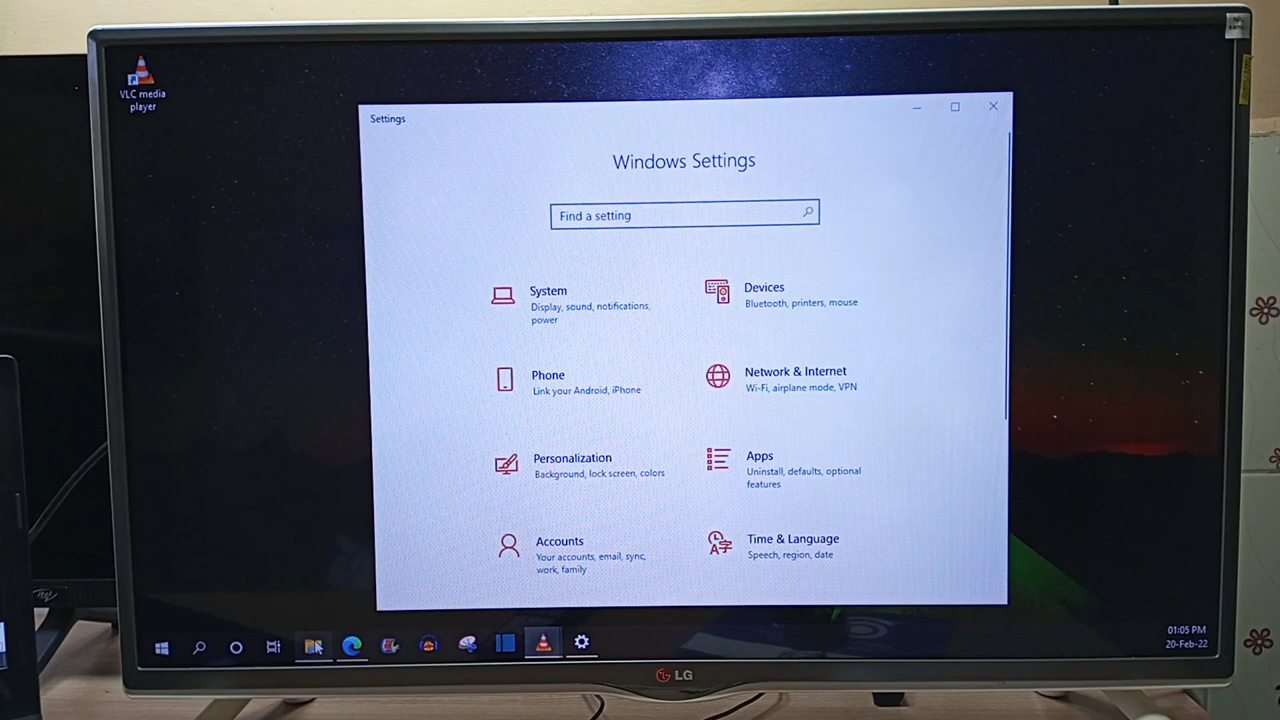 VLC media
player
Settings
Windows Settings
Find a setting
System
Display, sound, notifications,
power
Devices
Bluetooth, printers, mouse
Phone
Link your Android, iPhone
Network & Internet
Wi-Fi, airplane mode, VPN
Personalization
Background, lock screen, colors
Apps
Uninstall, defaults, optional
features
Accounts
Your accounts, email, sync,
work, family
Time & Language
Speech, region, date
01:05 PM
20-Feb-22
LG